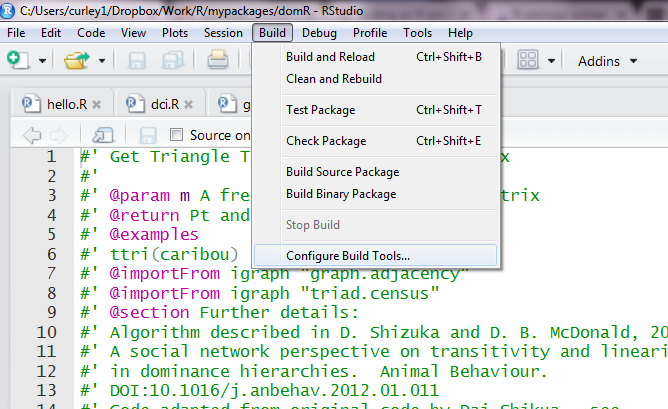 C:/Users/curley1/Dropbox/Work/R/mypackages/domR - RStudio
File Edit Code View Plots Session Build Debug Profile Tools Help
Addins
Build and Reload Ctrl+Shift+B
Clean and Rebuild
Test Package Ctrl+Shift+T
Check Package Ctrl+Shift+E
Build Source Package
Build Binary Package
Stop Build
Configure Build Tools...
hello.R dci.R g
Source on
1 #' Get Triangle T x
2 #'
3 #' @param m A fre trix
4 #' @return Pt and
5 #' @examples
6 #' ttri(caribou)
7 #' @importFrom igraph "graph.adjacency"
8 #' @importFrom igraph "triad.census"
9 #' @section Further details:
10 #' Algorithm described in D. Shizuka and D. B. McDonald, 20
11 #' A social network perspective on transitivity and lineari
12 #' in dominance hierarchies. Animal Behaviour.
13 #' DOI:10.1016/j.anbehav.2012.01.011
14 #' Code adapted from original code by Dai Shikua see